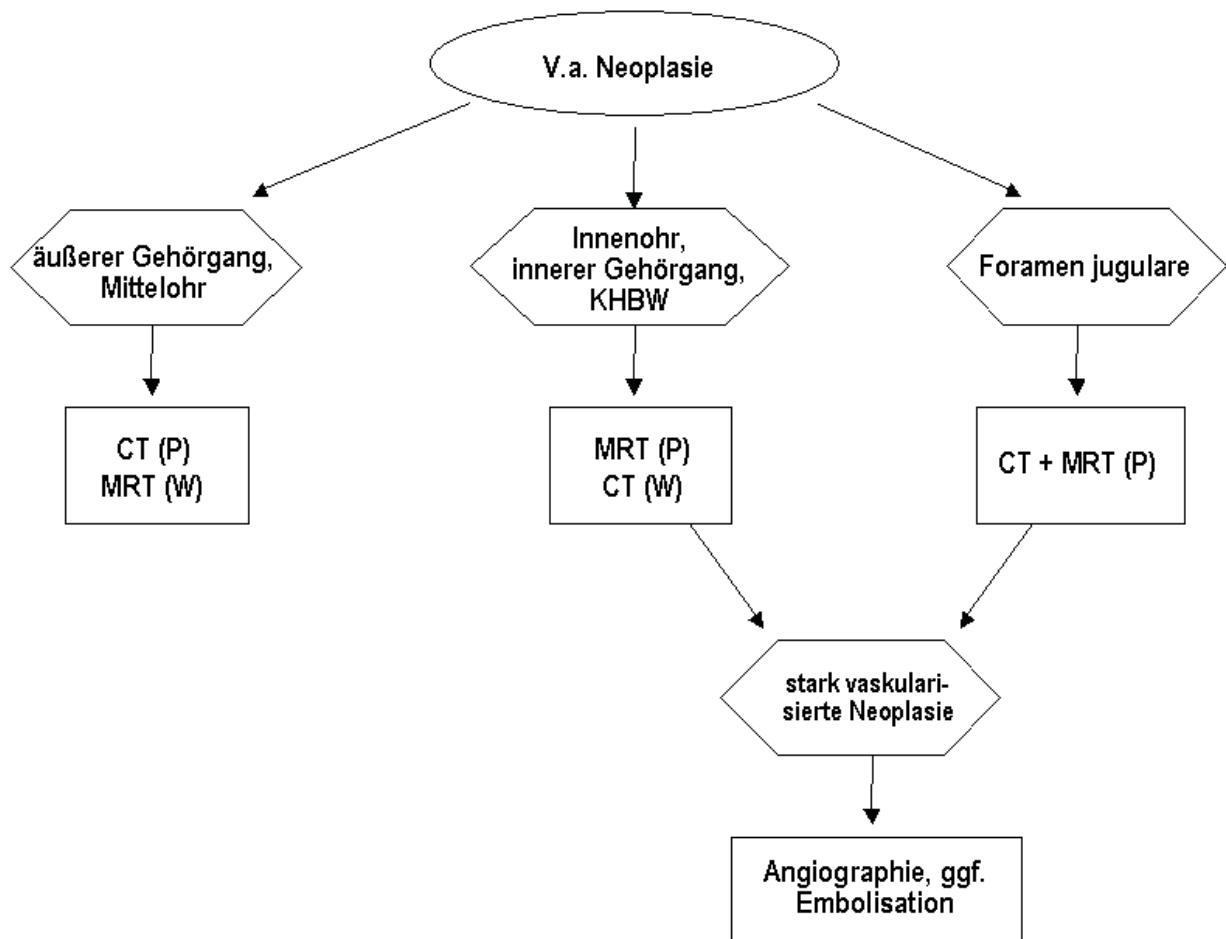 V.a. Neoplasie
äußerer Gehörgang,
Mittelohr
Innenohr,
innerer Gehörgang,
KHBW
Foramen jugulare
CT (P)
MRT (W)
MRT (P)
CT (W)
CT + MRT (P)
stark vaskulari-
sierte Neoplasie
Angiographie, ggf.
Embolisation